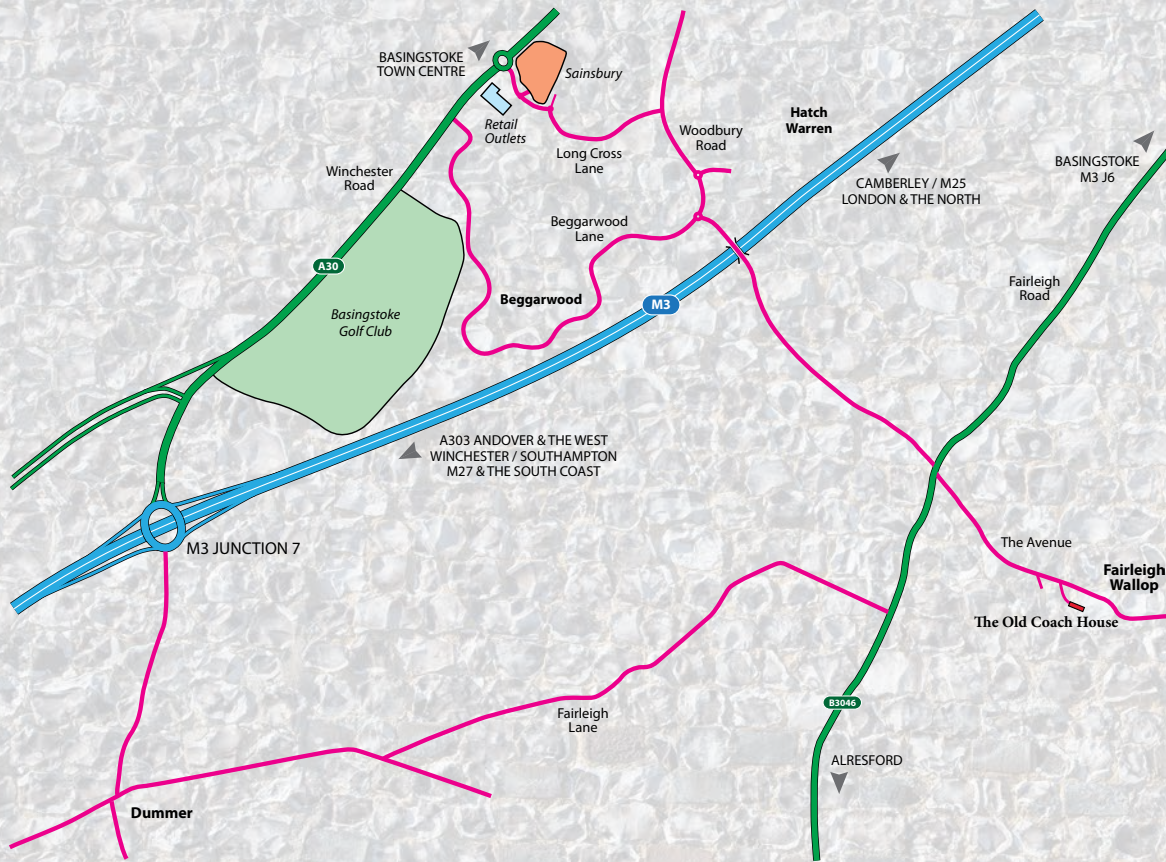 BASINGSTOKE
TOWN CENTRE
Sainsbury
Retail
Outlets
Long Cross
Lane
Woodbury
Road
Hatch
Warren
BASINGSTOKE
M3 J6
CAMBERLEY / M25
LONDON & THE NORTH
Winchester
Road
Beggarwood
Lane
A30
Beggarwood
M3
Fairleigh
Road
Basingstoke
Golf Club
A303 ANDOVER & THE WEST
WINCHESTER / SOUTHAMPTON
M27 & THE SOUTH COAST
M3 JUNCTION 7
The Avenue
Fairleigh
Wallop
The Old Coach House
B3046
Fairleigh
Lane
ALRESFORD
Dummer